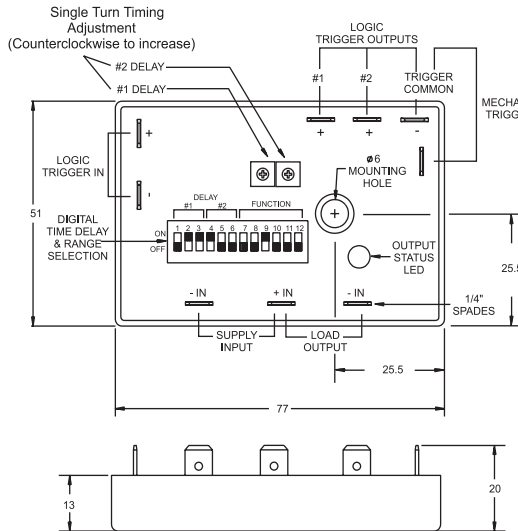 Single Turn Timing
Adjustment
(Counterclockwise to increase)
LOGIC
TRIGGER OUTPUTS
#2 DELAY
#1 DELAY
#1
#2
TRIGGER
COMMON
+
+
-
LOGIC
TRIGGER IN
+
-
ø6
MOUNTING
HOLE
51
DELAY
#1
#2
FUNCTION
DIGITAL
TIME DELAY
& RANGE
SELECTION
ON
OFF
1 2 3 4 5 6 7 8 9 10 11 12
OUTPUT
STATUS
LED
- IN
+ IN
- IN
SUPPLY
INPUT
LOAD
OUTPUT
1/4"
SPADES
25.5
25.5
77
13
20